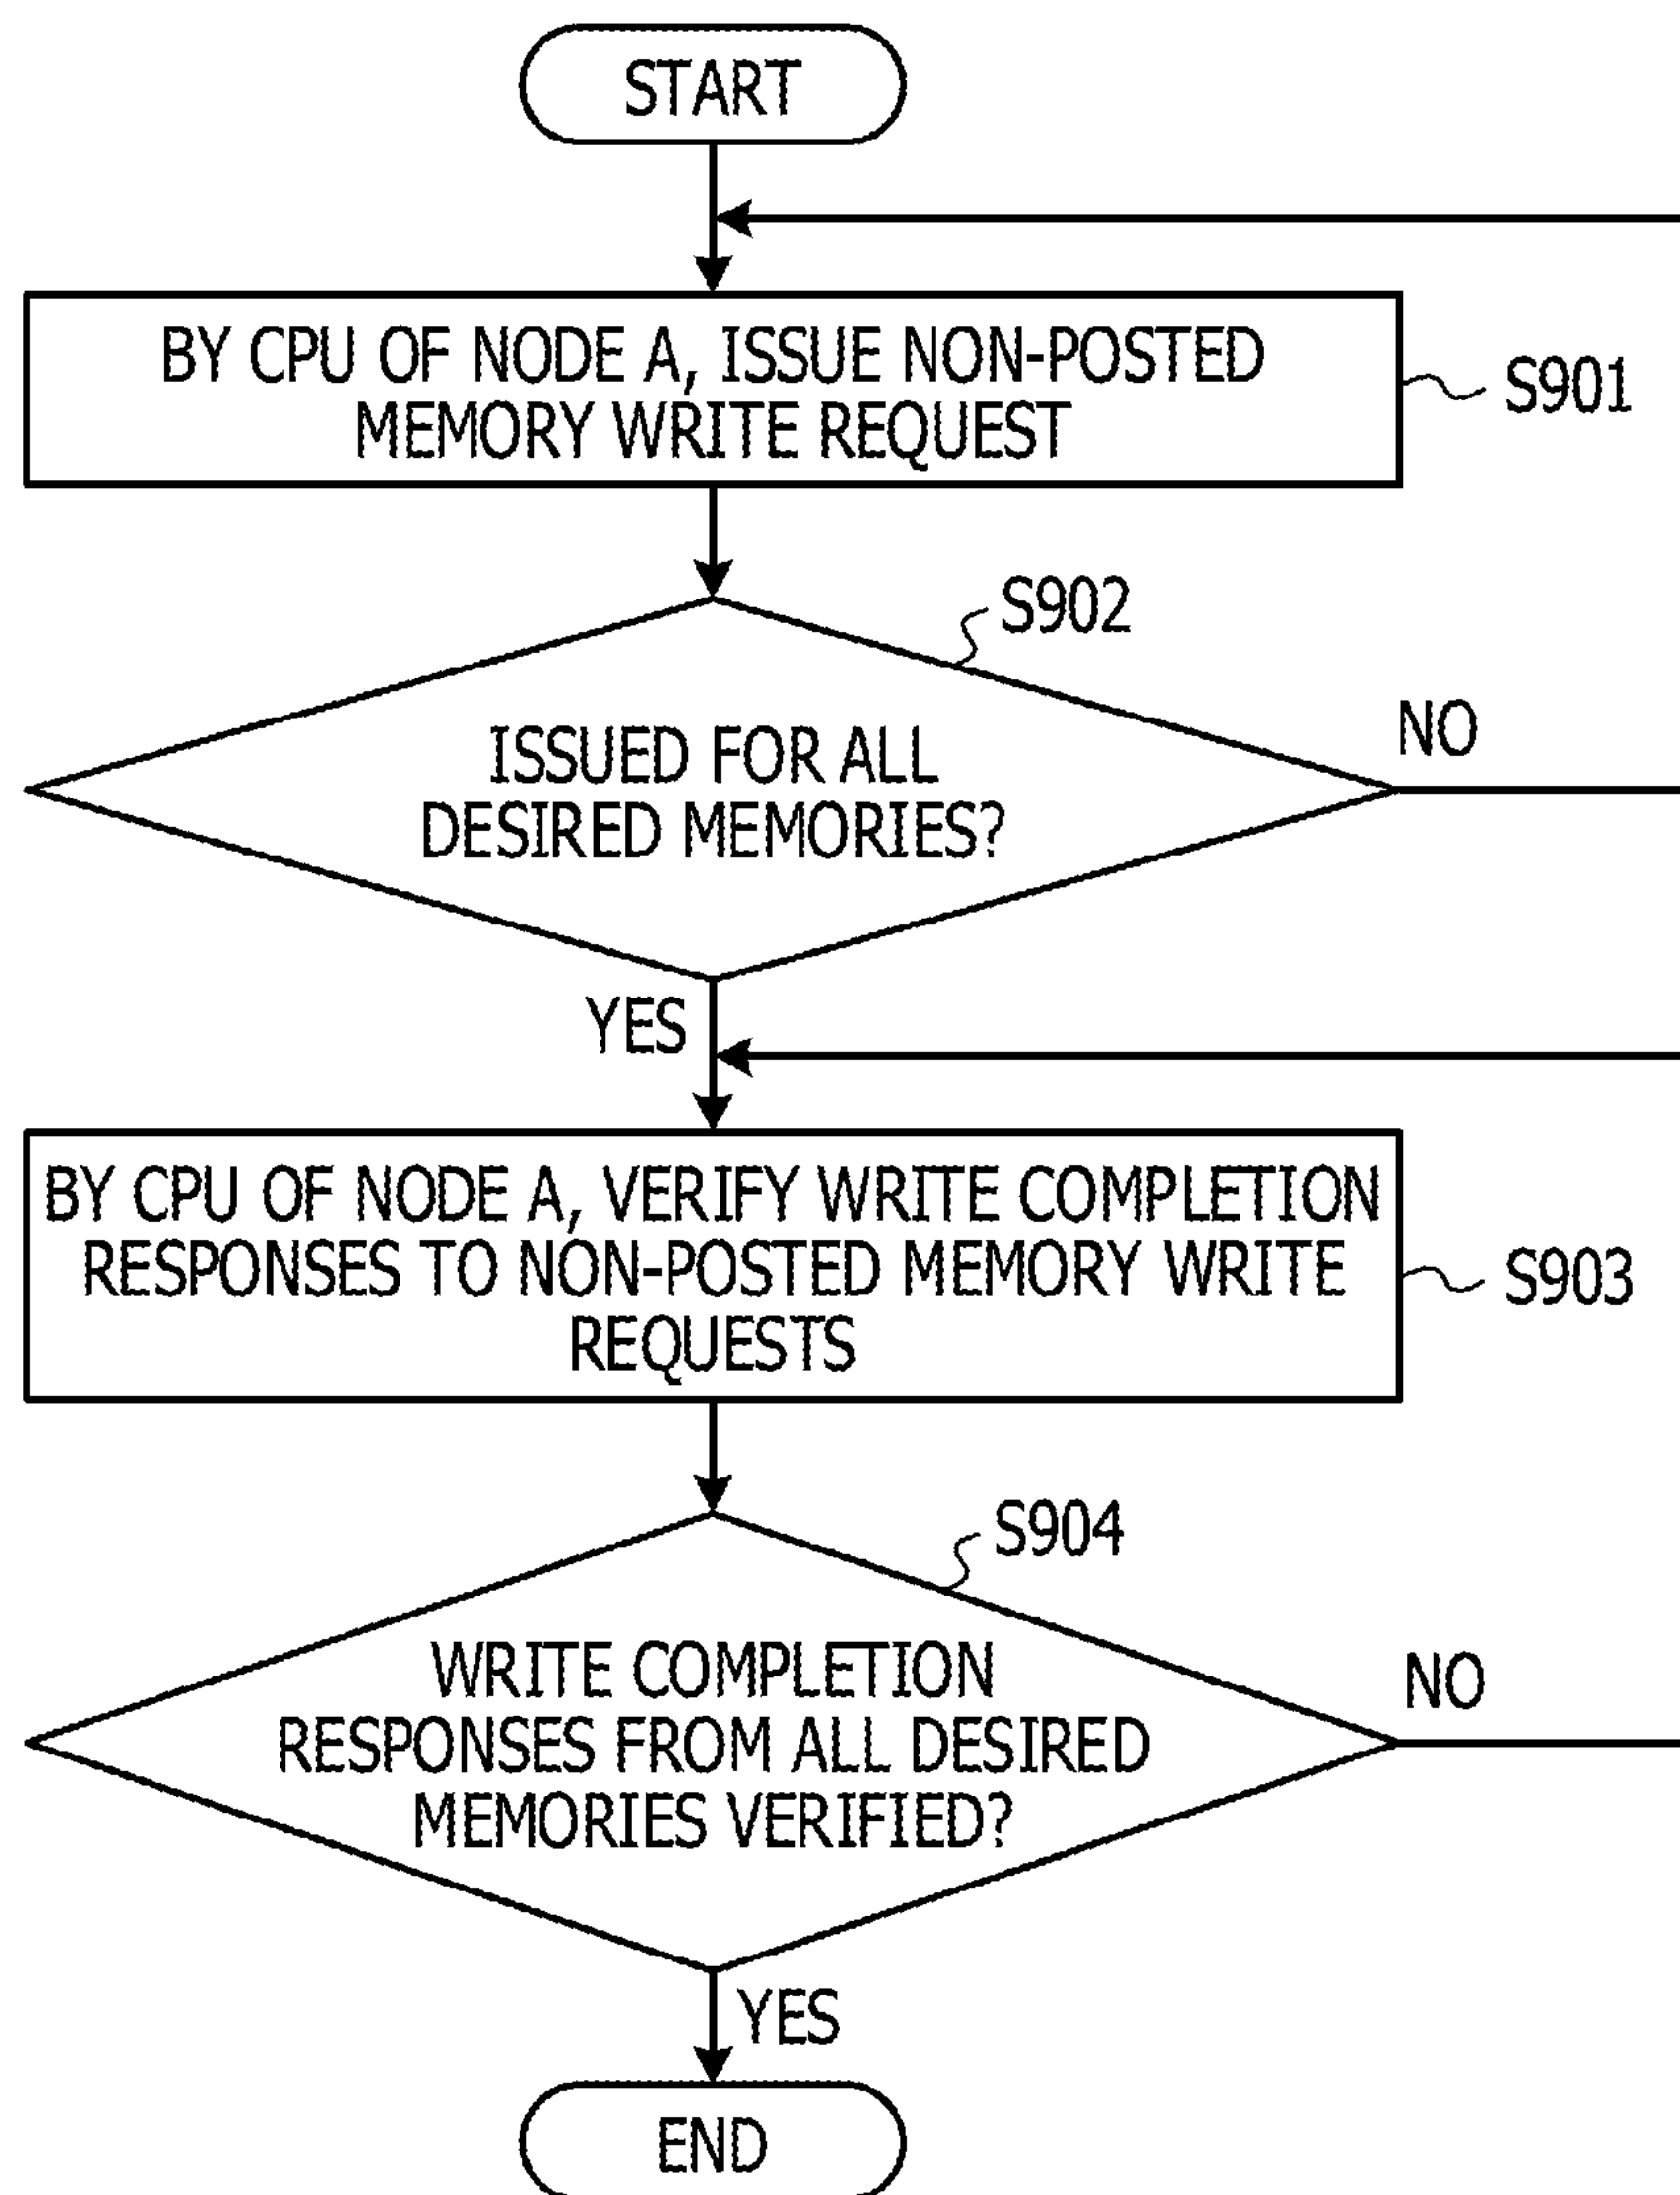 START
BY CPU OF NODE A, ISSUE NON-POSTED
MEMORY WRITE REQUEST
S901
S902
ISSUED FOR ALL
DESIRED MEMORIES?
NO
YES
BY CPU OF NODE A, VERIFY WRITE COMPLETION
RESPONSES TO NON-POSTED MEMORY WRITE
REQUESTS
S903
S904
WRITE COMPLETION
RESPONSES FROM ALL DESIRED
MEMORIES VERIFIED?
NO
YES
END